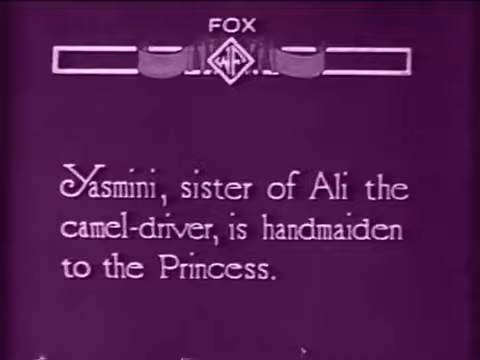 FOX
WF
Yasmini, sister of Ali the
camel-driver, is handmaiden
to the Princess.